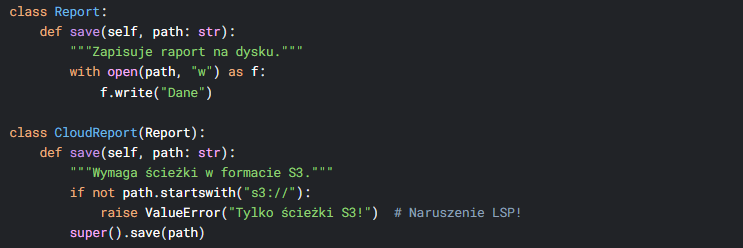 class Report:
    def save(self, path: str):
        """Zapisuje raport na dysku."""
        with open(path, "w") as f:
            f.write("Dane")

class CloudReport(Report):
    def save(self, path: str):
        """Wymaga ścieżki w formacie S3."""
        if not path.startswith("s3://"):
            raise ValueError("Tylko ścieżki S3!")  # Naruszenie LSP!
        super().save(path)